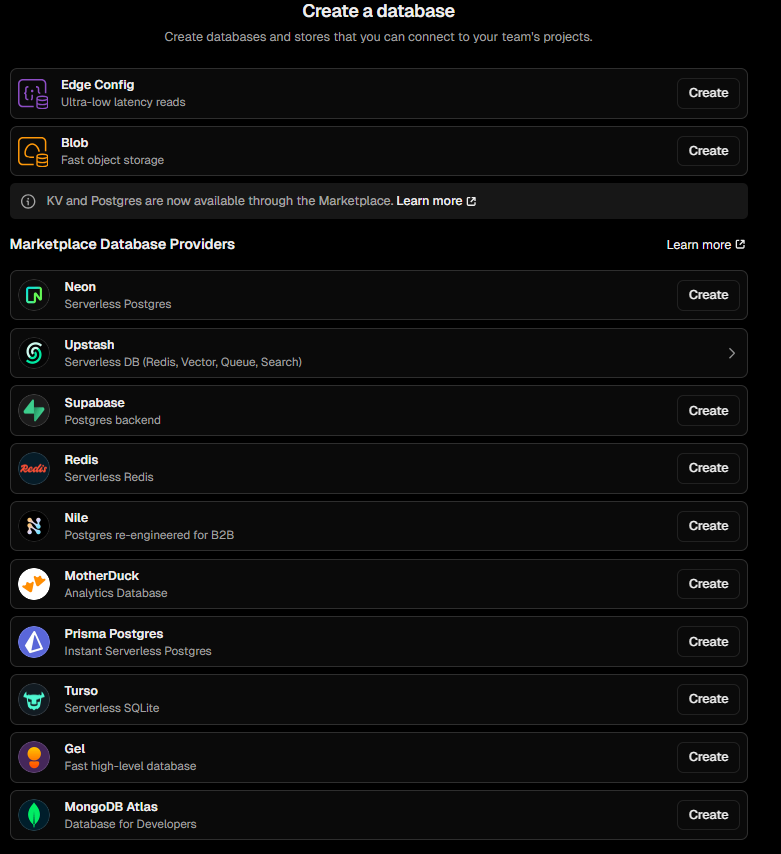 Create a database
Create databases and stores that you can connect to your team's projects.
Edge Config
Ultra-low latency reads
Create
Blob
Fast object storage
Create
KV and Postgres are now available through the Marketplace. Learn more
Marketplace Database Providers
Learn more
Neon
Serverless Postgres
Create
Upstash
Serverless DB (Redis, Vector, Queue, Search)
Supabase
Postgres backend
Create
Redis
Redis
Serverless Redis
Create
Nile
Postgres re-engineered for B2B
Create
MotherDuck
Analytics Database
Create
Prisma Postgres
Instant Serverless Postgres
Create
Turso
Serverless SQLite
Create
Gel
Fast high-level database
Create
MongoDB Atlas
Database for Developers
Create